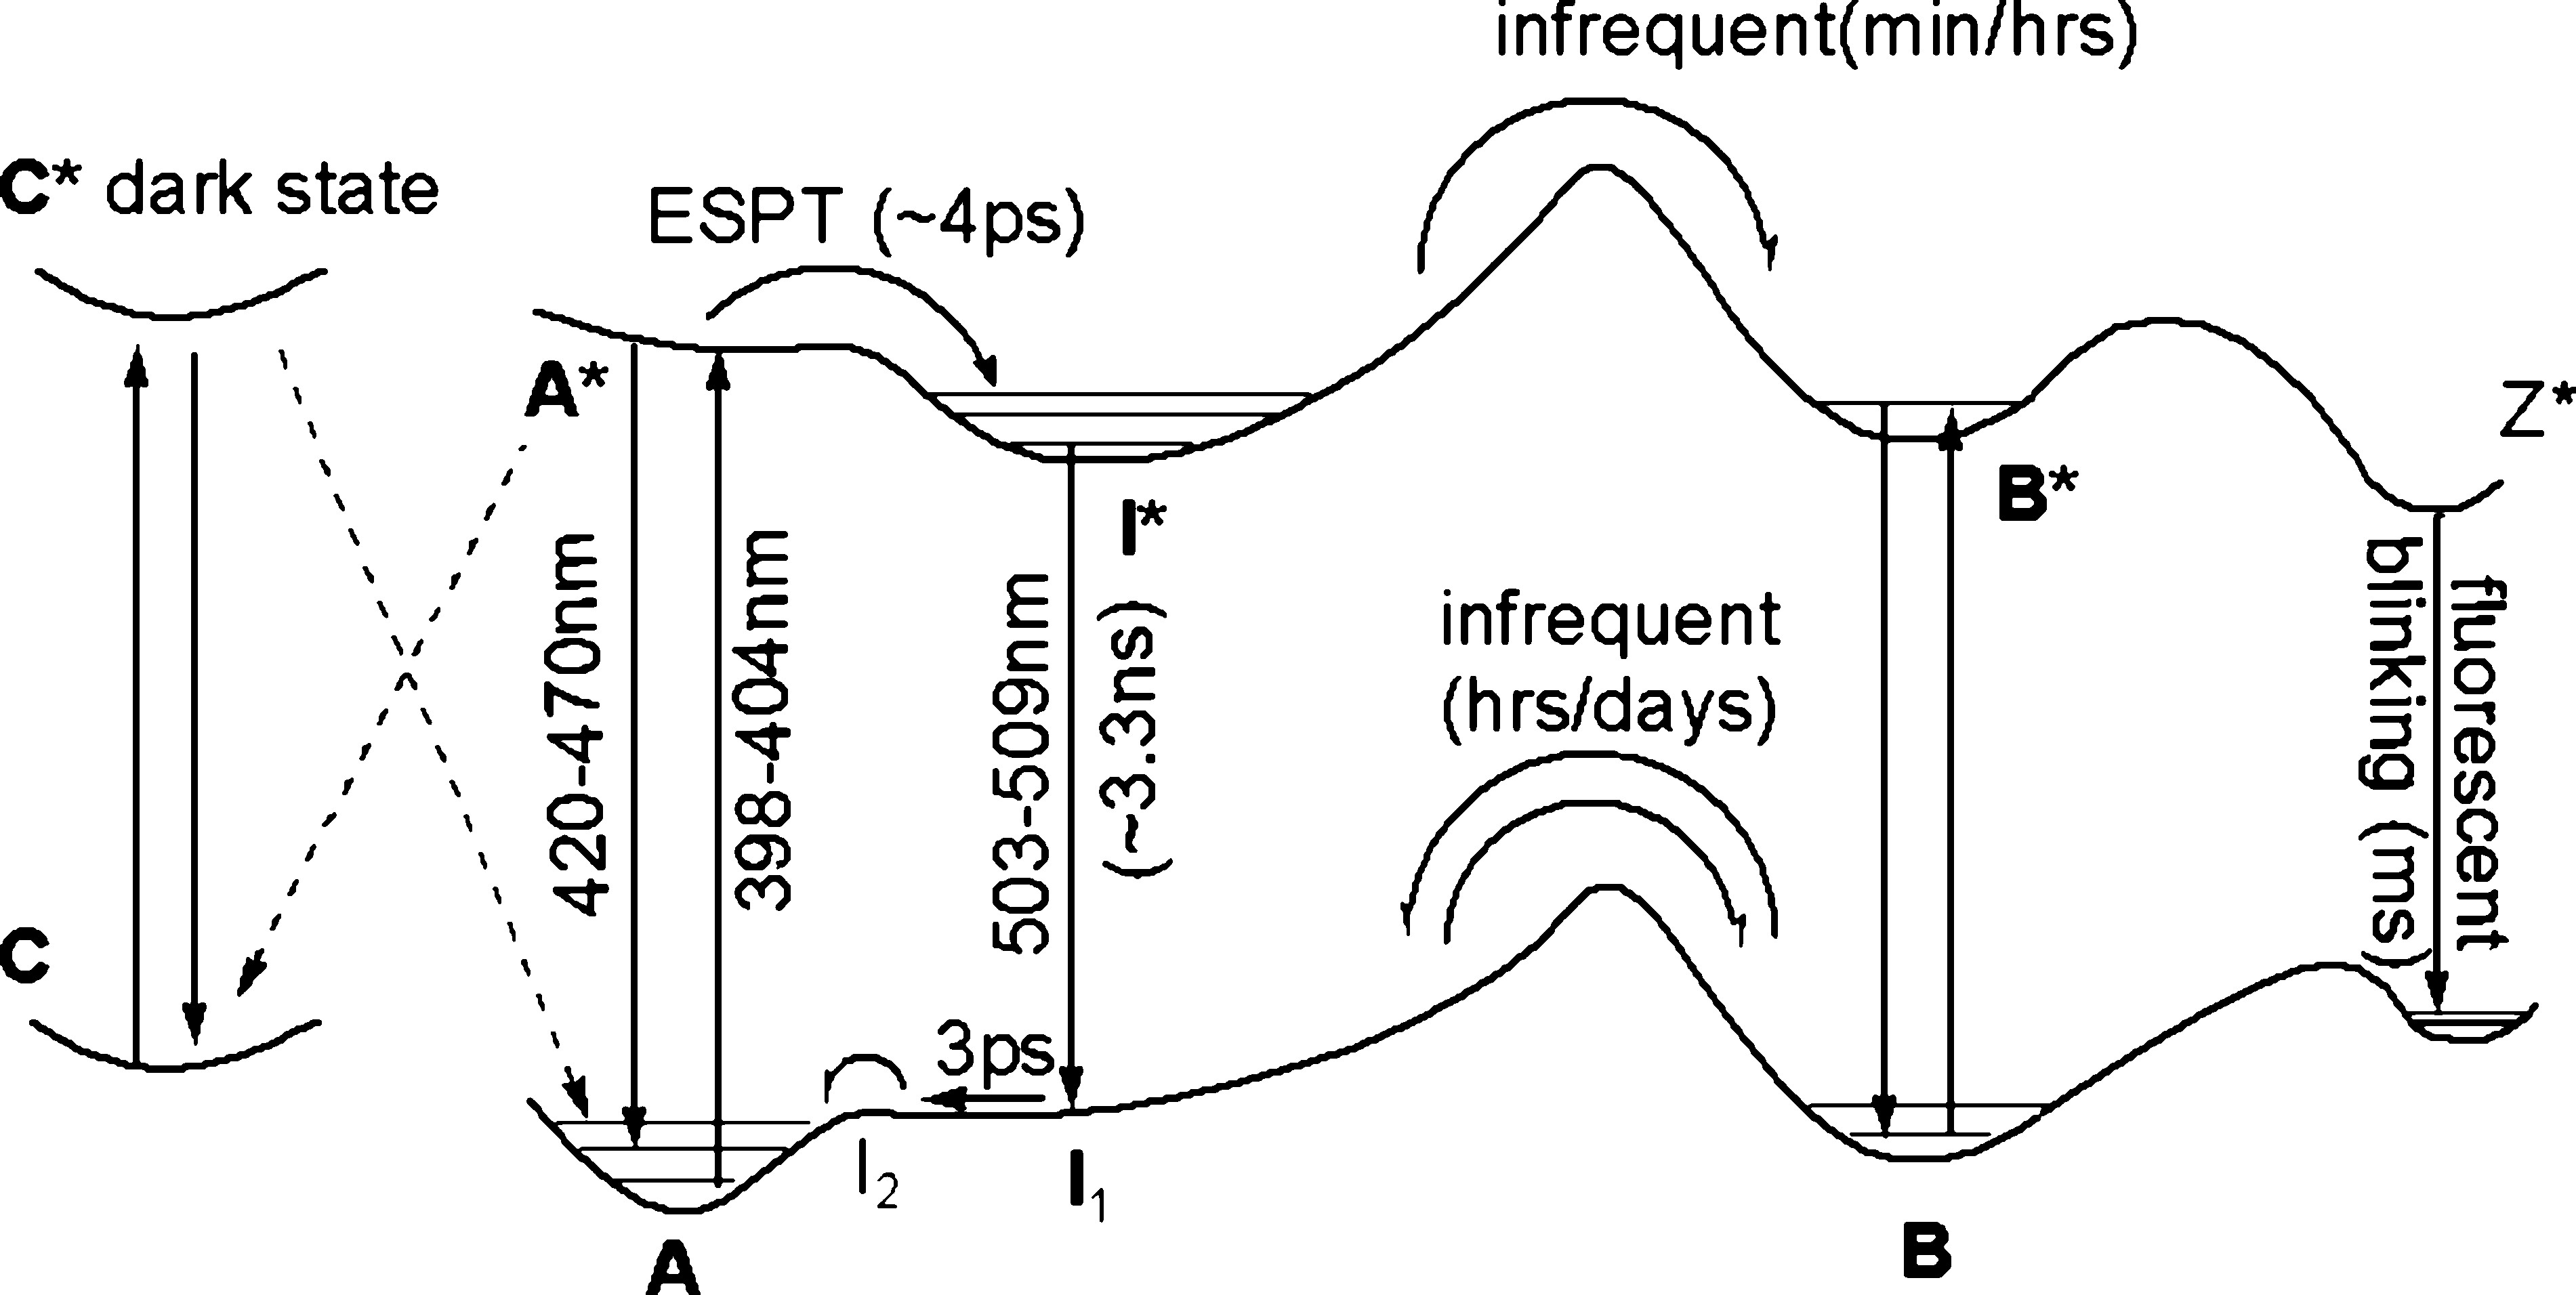 infrequent(min/hrs)
C* dark state
ESPT (~4ps)
A*
Z*
I*
B*
420-470nm
398-404nm
503-509nm
(~3.3ns)
infrequent
(hrs/days)
fluorescent
blinking (ms)
C
3ps
I2
I1
A
B